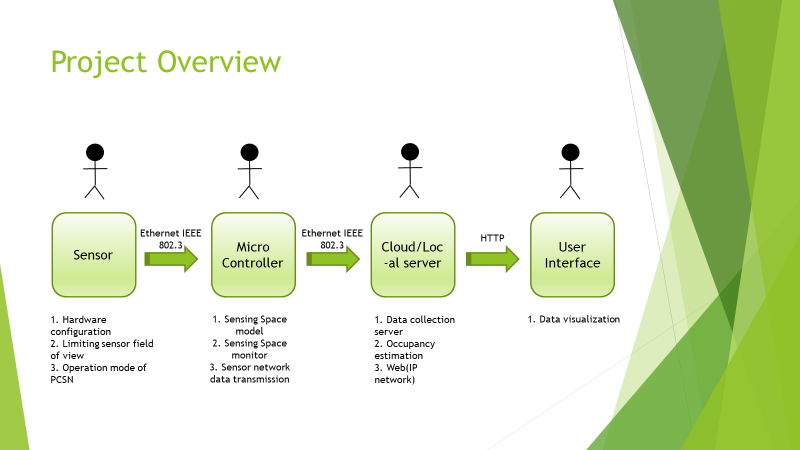 Project Overview
Ethernet IEEE
802.3
Ethernet IEEE
802.3
HTTP
Sensor
Micro
Controller
Cloud/Loc
-al server
User
Interface
1. Hardware
configuration
2. Limiting sensor field
of view
3. Operation mode of
PCSN
1. Sensing Space
model
2. Sensing Space
monitor
3. Sensor network
data transmission
1. Data collection
server
2. Occupancy
estimation
3. Web(IP
network)
1. Data visualization